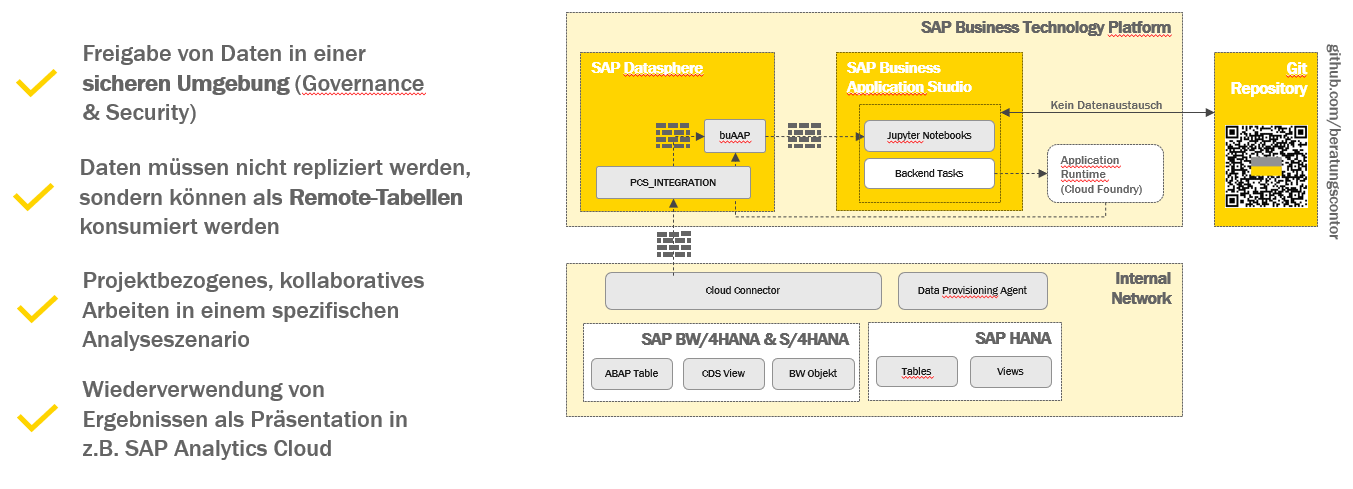 Freigabe von Daten in einer
sicheren Umgebung (Governance
& Security)
Daten müssen nicht repliziert werden,
sondern können als Remote-Tabellen
konsumiert werden
Projektbezogenes, kollaboratives
Arbeiten in einem spezifischen
Analyseszenario
Wiederverwendung von
Ergebnissen als Präsentation in
z.B. SAP Analytics Cloud
SAP Business Technology Platform
SAP Datasphere
buAAP
PCS_INTEGRATION
SAP Business
Application Studio
Jupyter Notebooks
Backend Tasks
Kein Datenaustausch
Application
Runtime
(Cloud Foundry)
Git
Repository
github.com/beratungscontor
Internal
Network
Cloud Connector
Data Provisioning Agent
SAP BW/4HANA & S/4HANA
ABAP Table
CDS View
BW Objekt
SAP HANA
Tables
Views